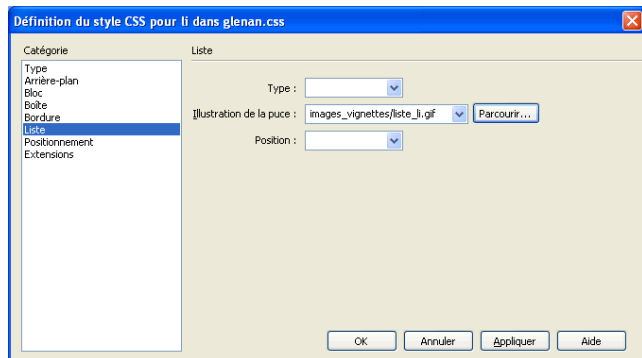 Définition du style CSS pour li dans glenan.css
Catégorie
Type
Arrière-plan
Bloc
Boîte
Bordure
Liste
Positionnement
Extensions
Liste
Type :
Illustration de la puce : images_vignettes/liste_li.gif Parcourir...
Position :
OK Annuler Appliquer Aide